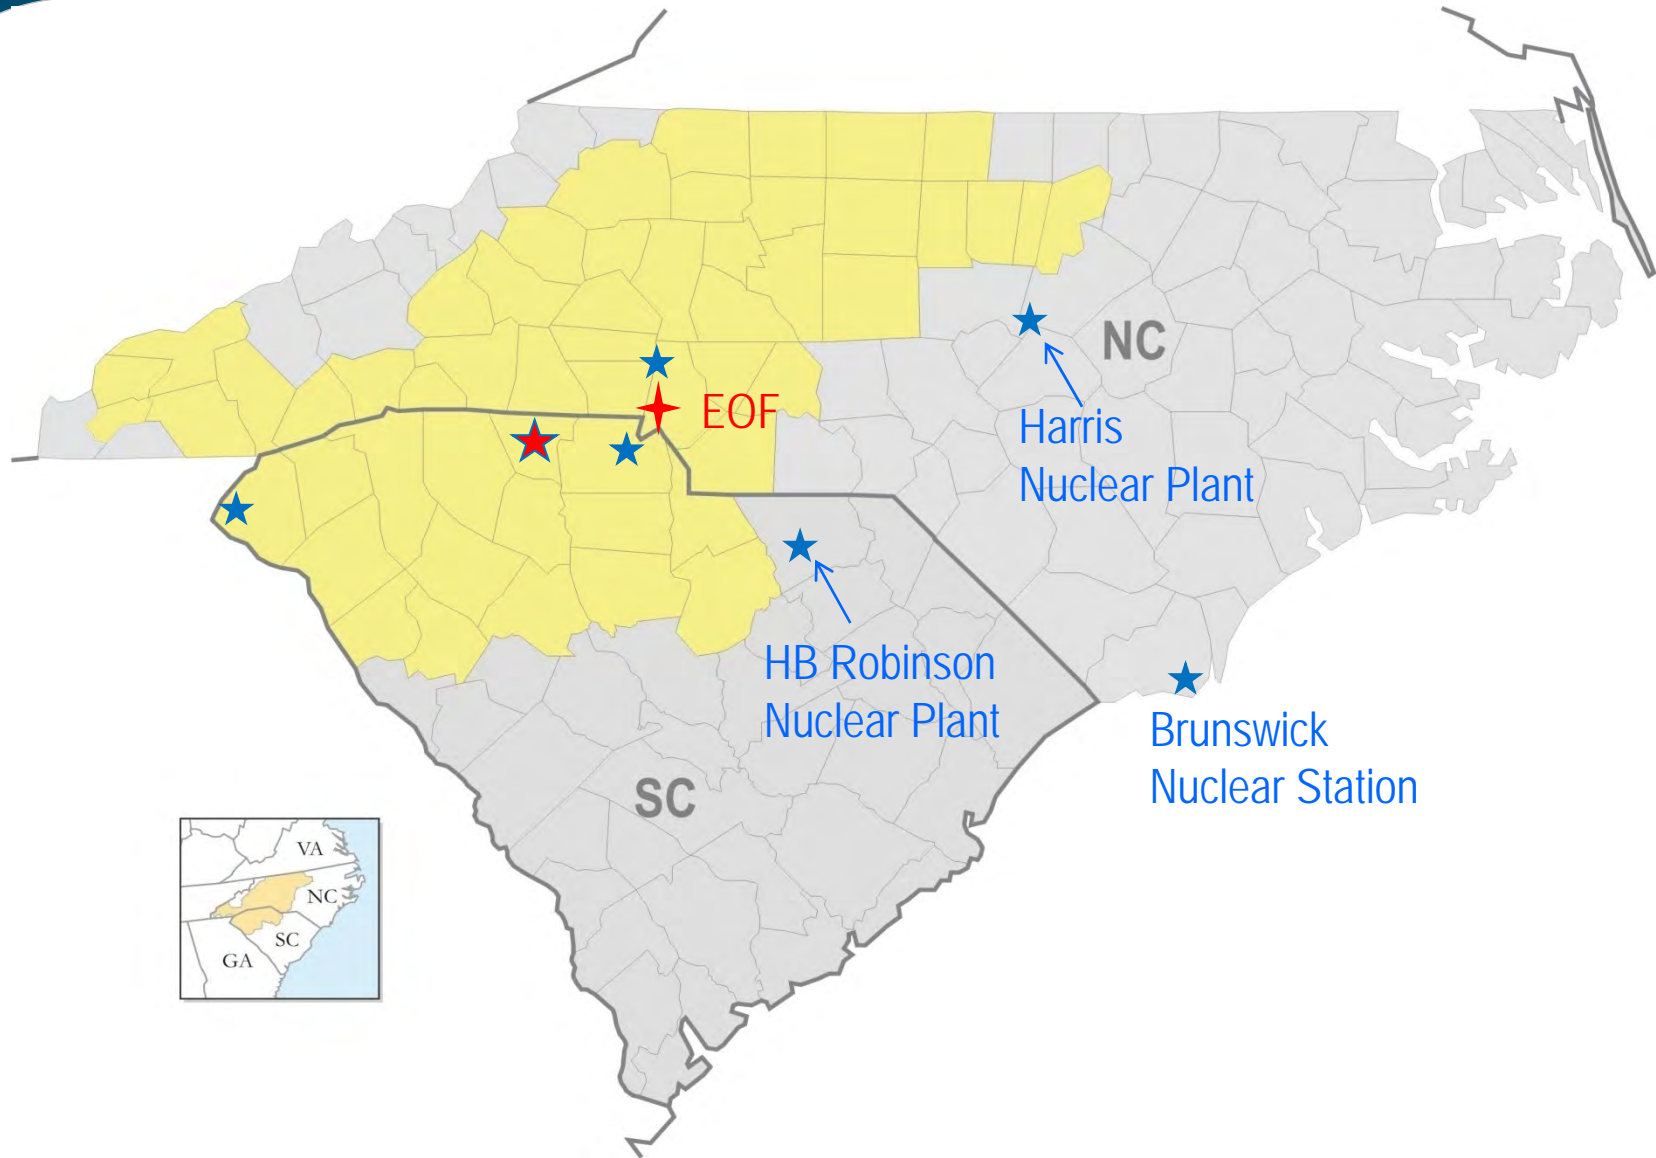 NC
EOF
Harris
Nuclear Plant
HB Robinson
Nuclear Plant
Brunswick
Nuclear Station
SC
VA
NC
SC
GA